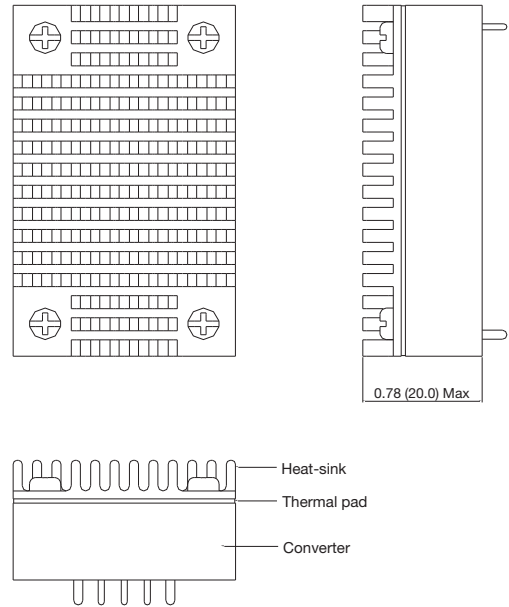 0.78 (20.0) Max
Heat-sink
Thermal pad
Converter